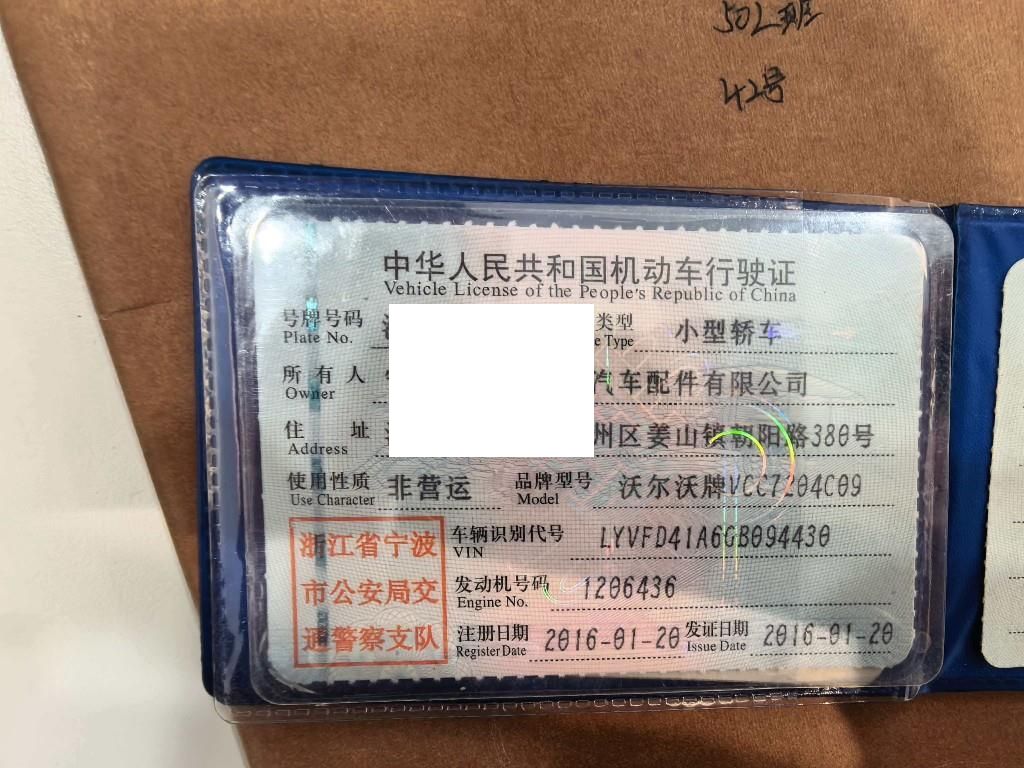 50L班
42号
中华人民共和国机动车行驶证
Vehicle License of the People's Republic of China
号牌号码 类型 小型轿车
Plate No. Type
所有人 汽车配件有限公司
Owner
住址 州区姜山镇朝阳路380号
Address
使用性质 非营运 品牌型号 沃尔沃牌VCC7204C09
Use Character Model
浙江省宁波
市公安局交
通警察支队
车辆识别代号 LYVFD41A6GB094430
VIN
发动机号码 1206436
Engine No.
注册日期 2016-01-20 发证日期 2016-01-20
Register Date Issue Date